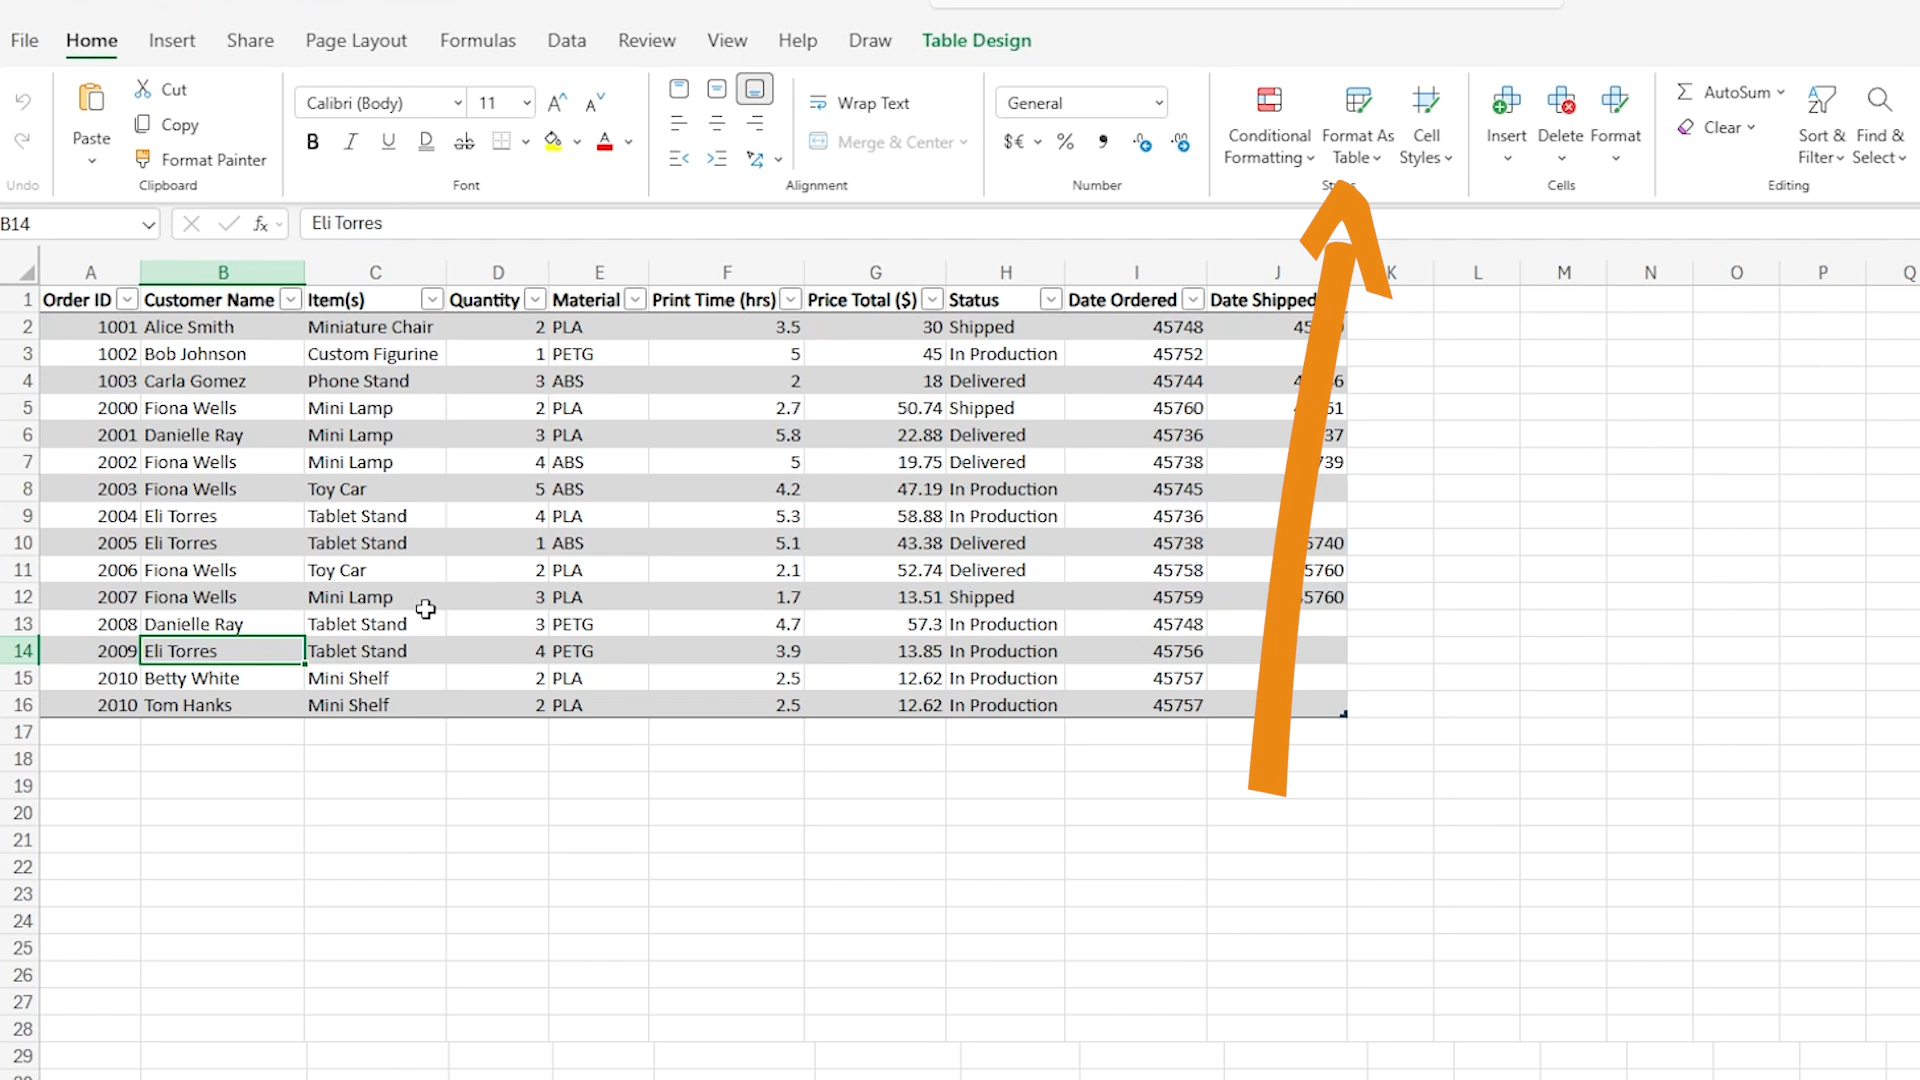 File Home Insert Share Page Layout Formulas Data Review View Help Draw Table Design
Undo
Paste
Cut
Copy
Format Painter
Clipboard
Calibri (Body) 11
Font
Wrap Text
Merge & Center
Alignment
General
Number
Conditional Formatting
Format As Table
Cell Styles
Insert
Delete
Format
Cells
AutoSum
Clear
Sort & Filter
Find & Select
Editing
B14 fx Eli Torres
A B C D E F G H I J K L M N O P Q
1 Order ID Customer Name Item(s) Quantity Material Print Time (hrs) Price Total ($) Status Date Ordered Date Shipped
2 1001 Alice Smith Miniature Chair 2 PLA 3.5 30 Shipped 45748
3 1002 Bob Johnson Custom Figurine 1 PETG 5 45 In Production 45752
4 1003 Carla Gomez Phone Stand 3 ABS 2 18 Delivered 45744
5 2000 Fiona Wells Mini Lamp 2 PLA 2.7 50.74 Shipped 45760
6 2001 Danielle Ray Mini Lamp 3 PLA 5.8 22.88 Delivered 45736
7 2002 Fiona Wells Mini Lamp 4 ABS 5 19.75 Delivered 45738
8 2003 Fiona Wells Toy Car 5 ABS 4.2 47.19 In Production 45745
9 2004 Eli Torres Tablet Stand 4 PLA 5.3 58.88 In Production 45736
10 2005 Eli Torres Tablet Stand 1 ABS 5.1 43.38 Delivered 45738
11 2006 Fiona Wells Toy Car 2 PLA 2.1 52.74 Delivered 45758
12 2007 Fiona Wells Mini Lamp 3 PLA 1.7 13.51 Shipped 45759
13 2008 Danielle Ray Tablet Stand 3 PETG 4.7 57.3 In Production 45748
14 2009 Eli Torres Tablet Stand 4 PETG 3.9 13.85 In Production 45756
15 2010 Betty White Mini Shelf 2 PLA 2.5 12.62 In Production 45757
16 2010 Tom Hanks Mini Shelf 2 PLA 2.5 12.62 In Production 45757
17
18
19
20
21
22
23
24
25
26
27
28
29